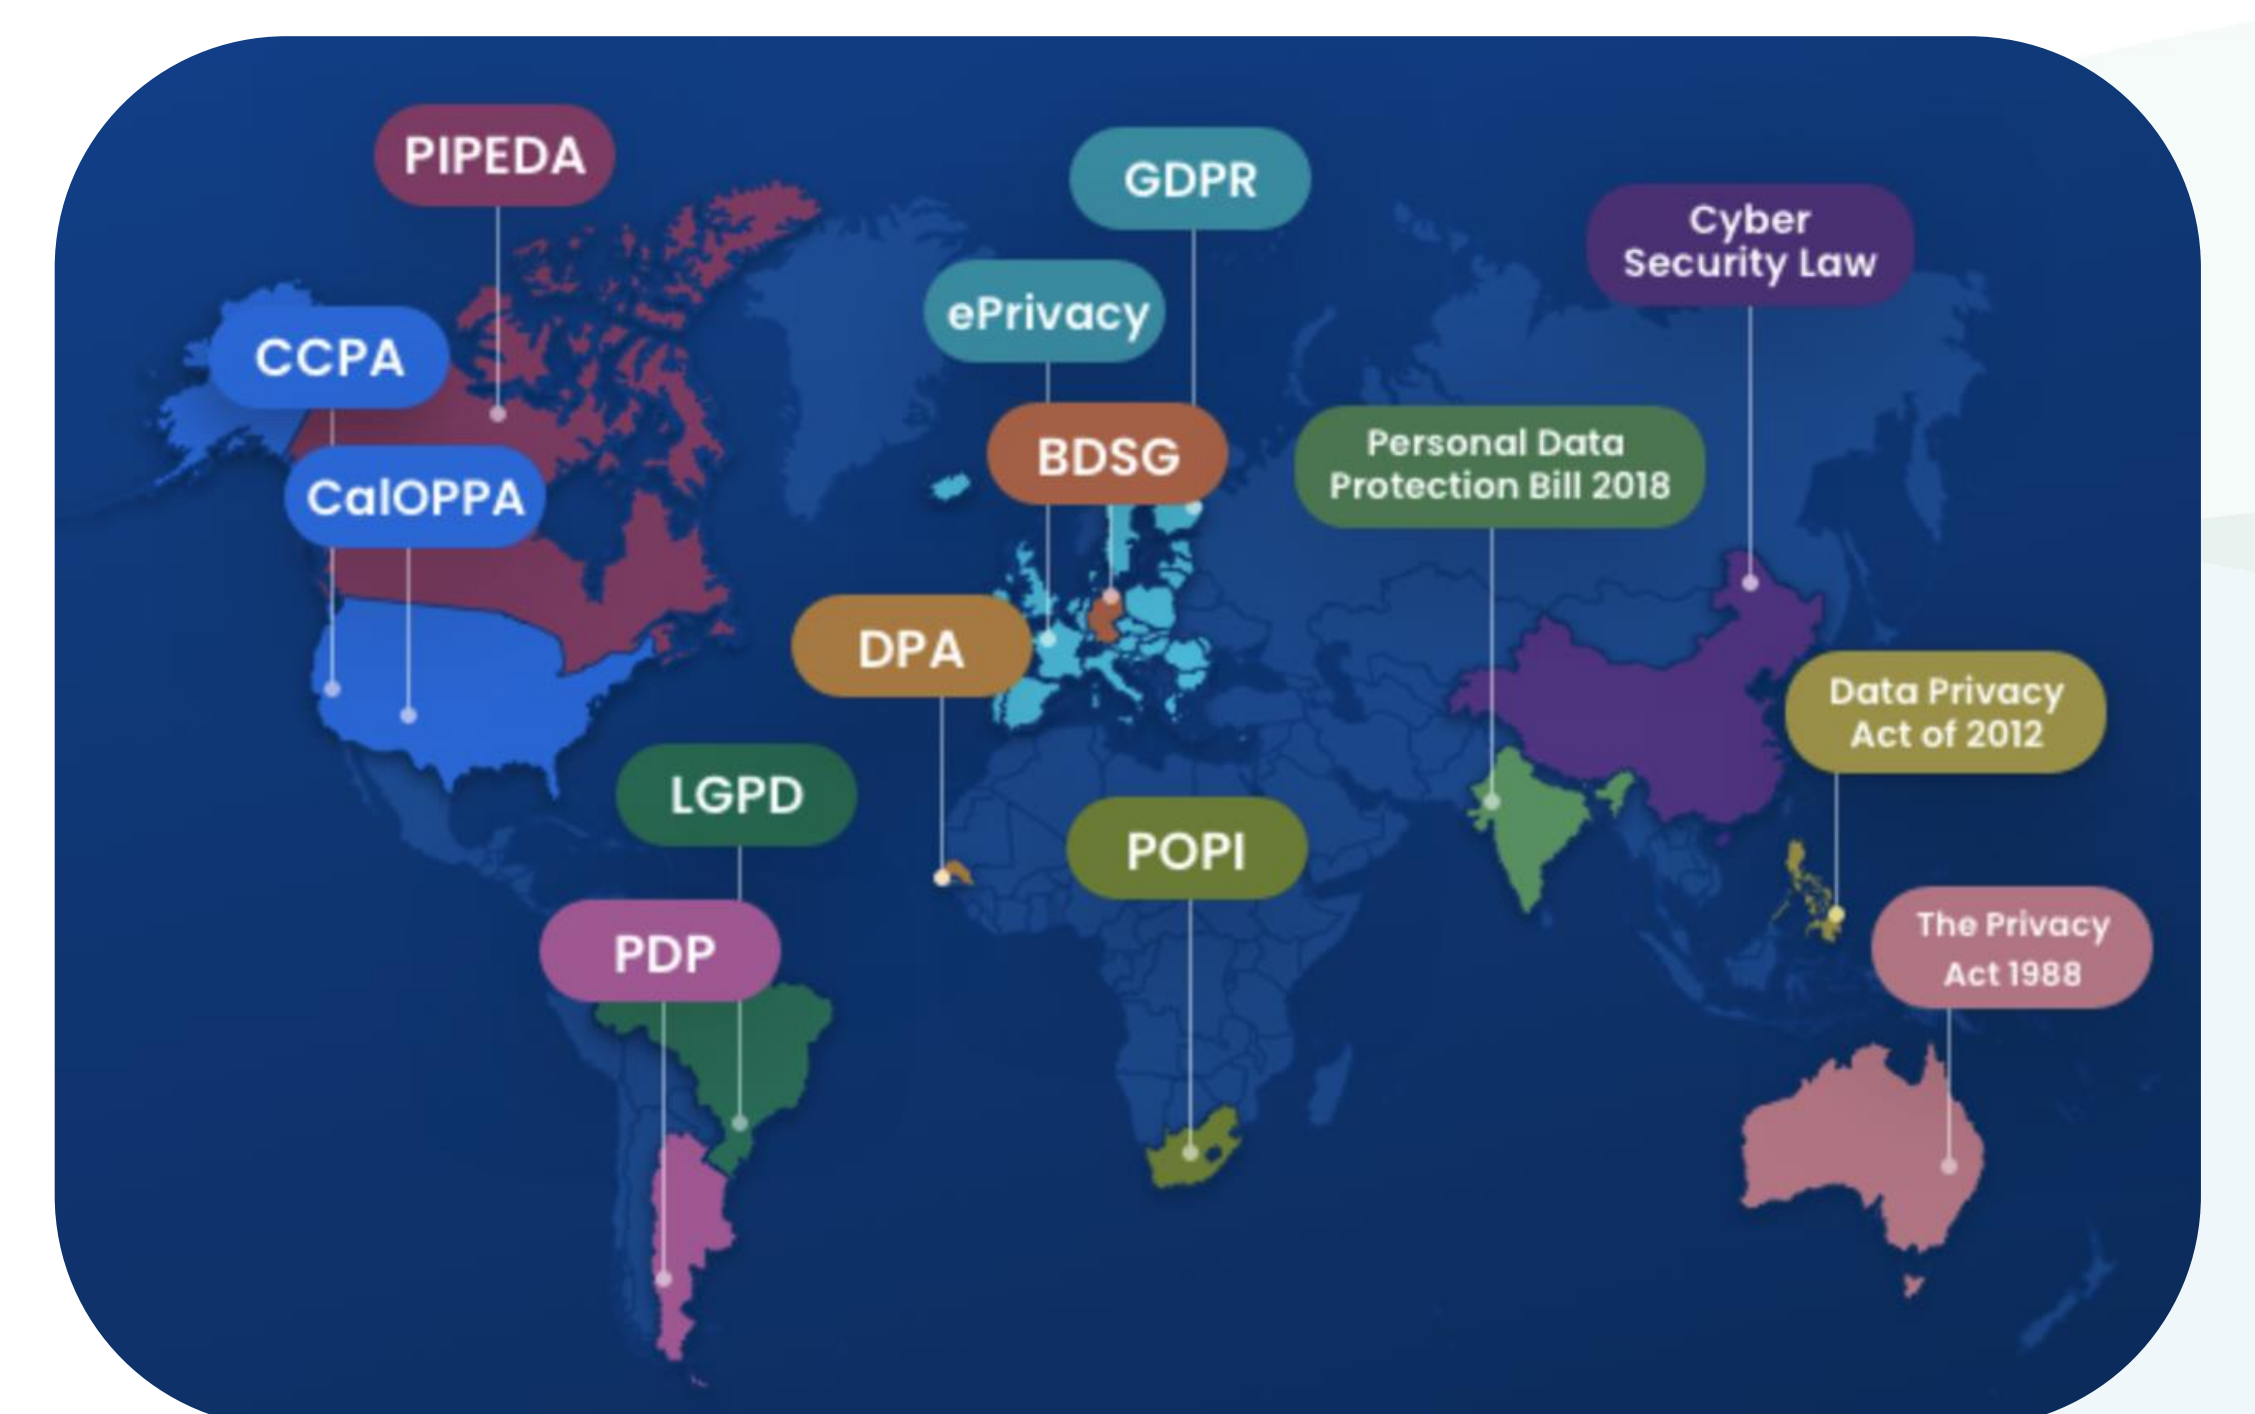 PIPEDA
GDPR
Cyber
Security Law
ePrivacy
CCPA
BDSG
Personal Data
Protection Bill 2018
CalOPPA
DPA
Data Privacy
Act of 2012
LGPD
POPI
PDP
The Privacy
Act 1988